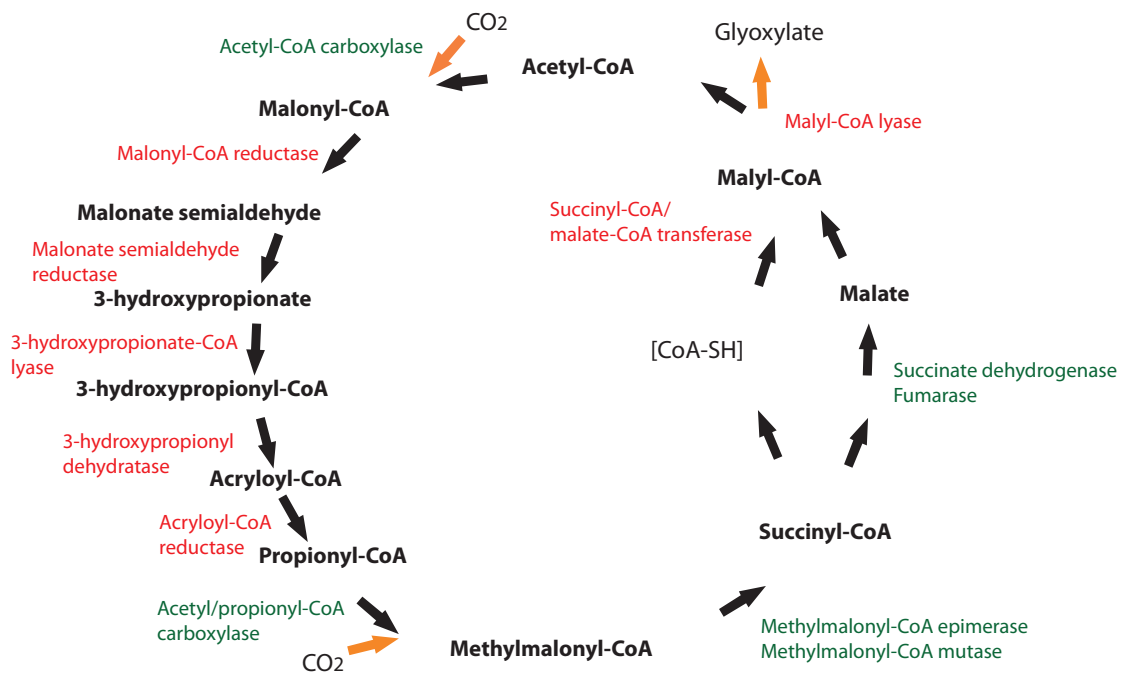 CO2
Glyoxylate
Acetyl-CoA carboxylase
Acetyl-CoA
Malonyl-CoA
Malyl-CoA lyase
Malonyl-CoA reductase
Malyl-CoA
Malonate semialdehyde
Succinyl-CoA/
malate-CoA transferase
Malonate semialdehyde
reductase
3-hydroxypropionate
Malate
3-hydroxypropionate-CoA
lyase
[CoA-SH]
3-hydroxypropionyl-CoA
Succinate dehydrogenase
Fumarase
3-hydroxypropionyl
dehydratase
Acryloyl-CoA
Acryloyl-CoA
reductase
Succinyl-CoA
Propionyl-CoA
Acetyl/propionyl-CoA
carboxylase
CO2
Methylmalonyl-CoA
Methylmalonyl-CoA epimerase
Methylmalonyl-CoA mutase